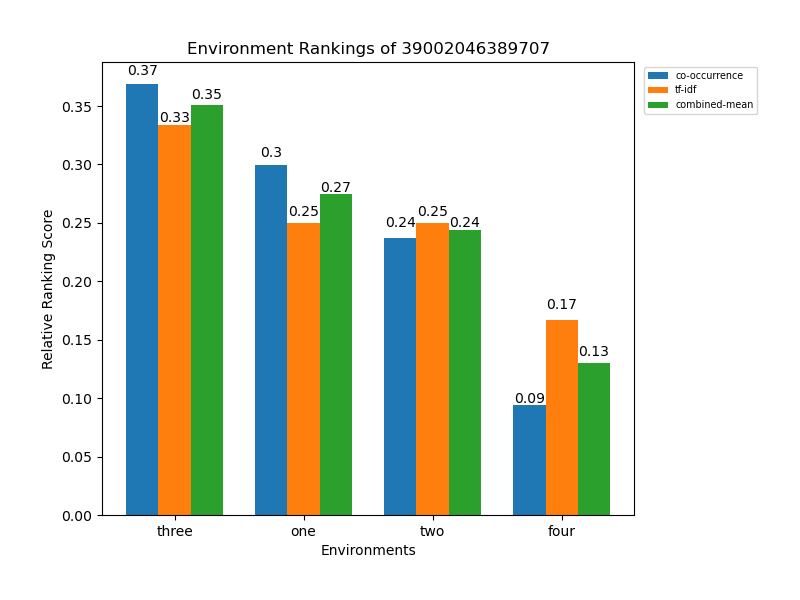 Environment Rankings of 39002046389707
co-occurrence
tf-idf
combined-mean
Relative Ranking Score
0.35
0.30
0.25
0.20
0.15
0.10
0.05
0.00
0.37
0.33
0.35
0.3
0.25
0.27
0.24
0.25
0.24
0.09
0.17
0.13
three one two four
Environments